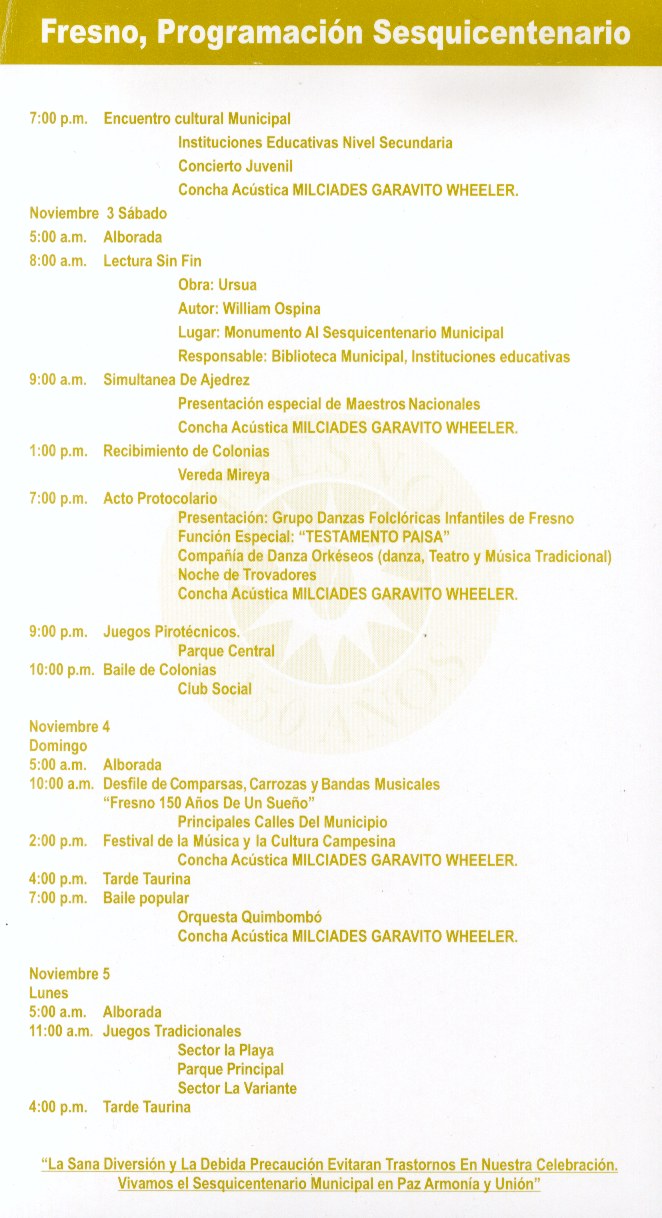 Fresno, Programación Sesquicentenario
7:00 p.m. Encuentro cultural Municipal
Instituciones Educativas Nivel Secundaria
Concierto Juvenil
Concha Acústica MILCIADES GARAVITO WHEELER.
Noviembre 3 Sábado
5:00 a.m. Alborada
8:00 a.m. Lectura Sin Fin
Obra: Ursua
Autor: William Ospina
Lugar: Monumento Al Sesquicentenario Municipal
Responsable: Biblioteca Municipal, Instituciones educativas
9:00 a.m. Simultanea De Ajedrez
Presentación especial de Maestros Nacionales
Concha Acústica MILCIADES GARAVITO WHEELER.
1:00 p.m. Recibimiento de Colonias
Vereda Mireya
7:00 p.m. Acto Protocolario
Presentación: Grupo Danzas Folclóricas Infantiles de Fresno
Función Especial: “TESTAMENTO PAISA”
Compañía de Danza Orkéseos (danza, Teatro y Música Tradicional)
Noche de Trovadores
Concha Acústica MILCIADES GARAVITO WHEELER.
9:00 p.m. Juegos Pirotécnicos.
Parque Central
10:00 p.m. Baile de Colonias
Club Social
Noviembre 4
Domingo
5:00 a.m. Alborada
10:00 a.m. Desfile de Comparsas, Carrozas y Bandas Musicales
“Fresno 150 Años De Un Sueño”
Principales Calles Del Municipio
2:00 p.m. Festival de la Música y la Cultura Campesina
Concha Acústica MILCIADES GARAVITO WHEELER.
4:00 p.m. Tarde Taurina
7:00 p.m. Baile popular
Orquesta Quimbombó
Concha Acústica MILCIADES GARAVITO WHEELER.
Noviembre 5
Lunes
5:00 a.m. Alborada
11:00 a.m. Juegos Tradicionales
Sector la Playa
Parque Principal
Sector La Variante
4:00 p.m. Tarde Taurina
“La Sana Diversión y La Debida Precaución Evitaran Trastornos En Nuestra Celebración.
Vivamos el Sesquicentenario Municipal en Paz Armonía y Unión”
FRESNO
150 AÑOS